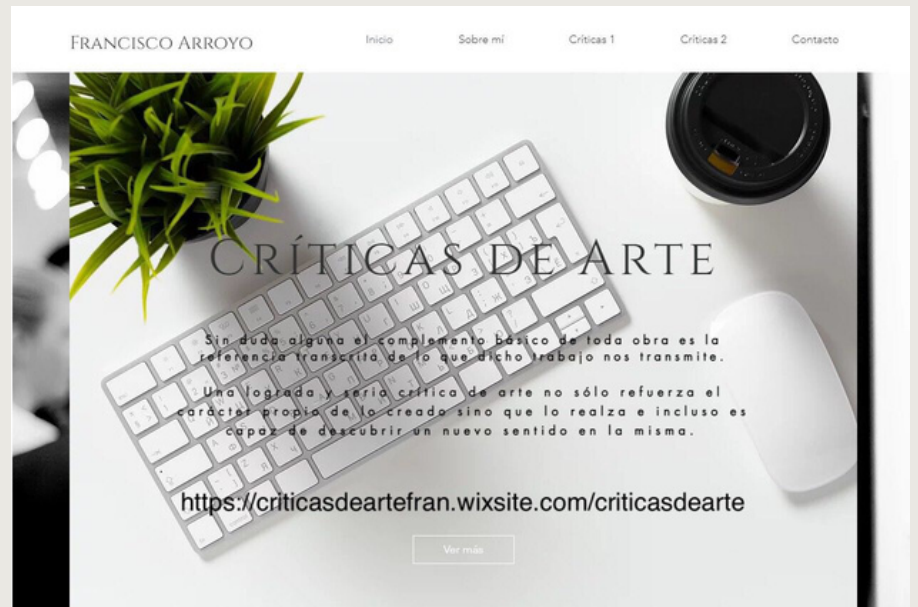 FRANCISCO ARROYO
Inicio
Sobre mí
Críticas 1
Críticas 2
Contacto
CRÍTICAS DE ARTE
Sin duda alguna el complemento básico de toda obra es la
referencia transcrita de lo que dicho trabajo nos transmite.
Una lograda y seria crítica de arte no sólo refuerza el
carácter propio de lo creado sino que lo realza e incluso es
capaz de descubrir un nuevo sentido en la misma.
https://criticasdeartefran.wixsite.com/criticasdearte
Ver más